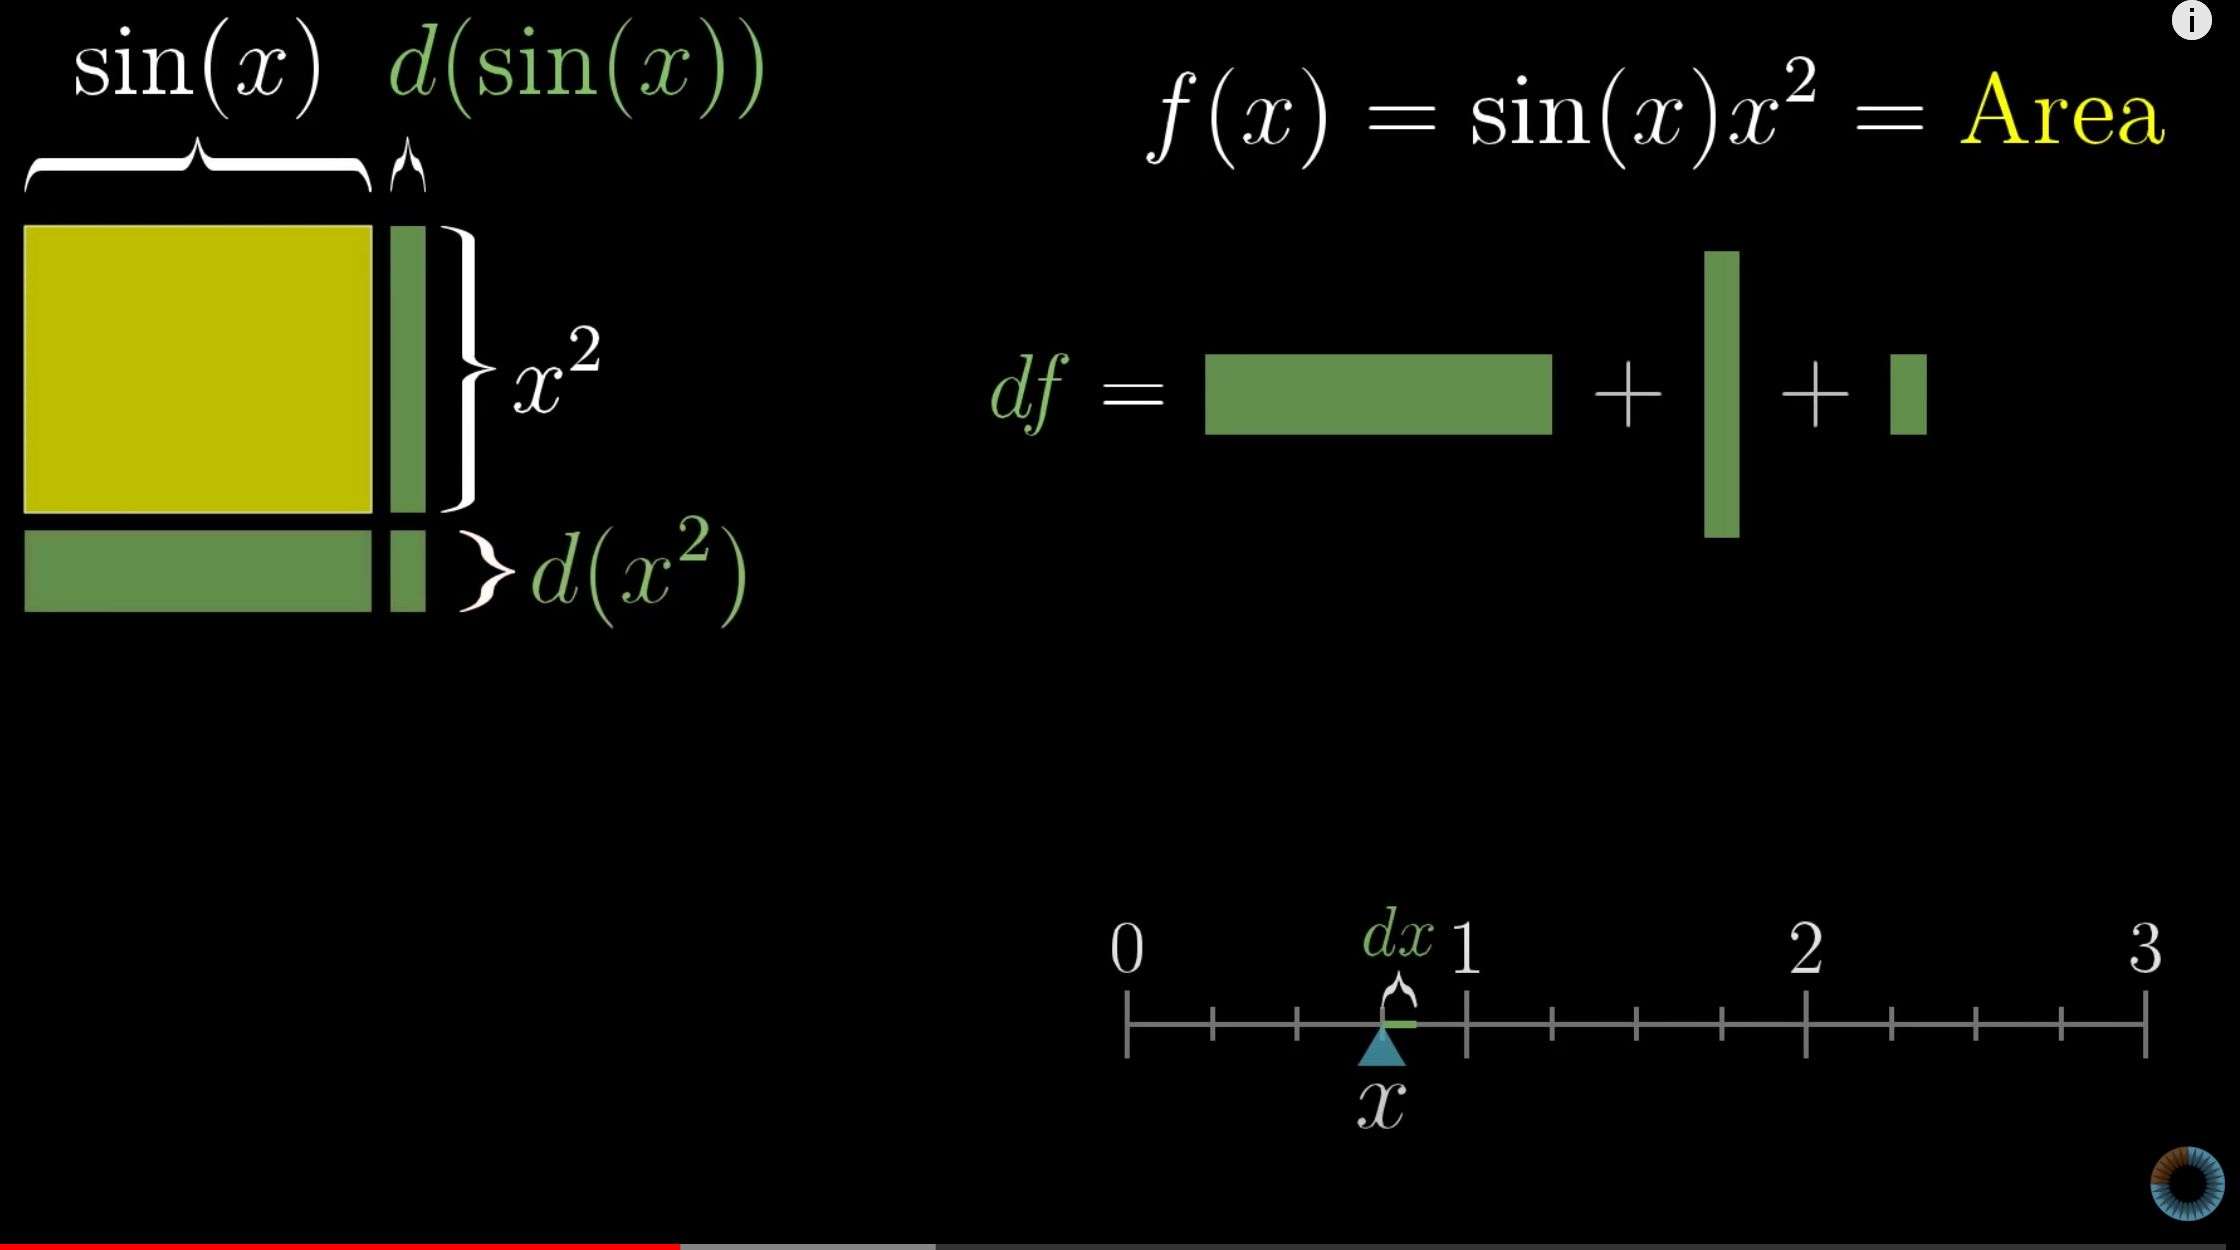 sin(x) d(sin(x))
f(x) = sin(x)x² = Area
x²
df = + +
d(x²)
dx
0 1 2 3
x